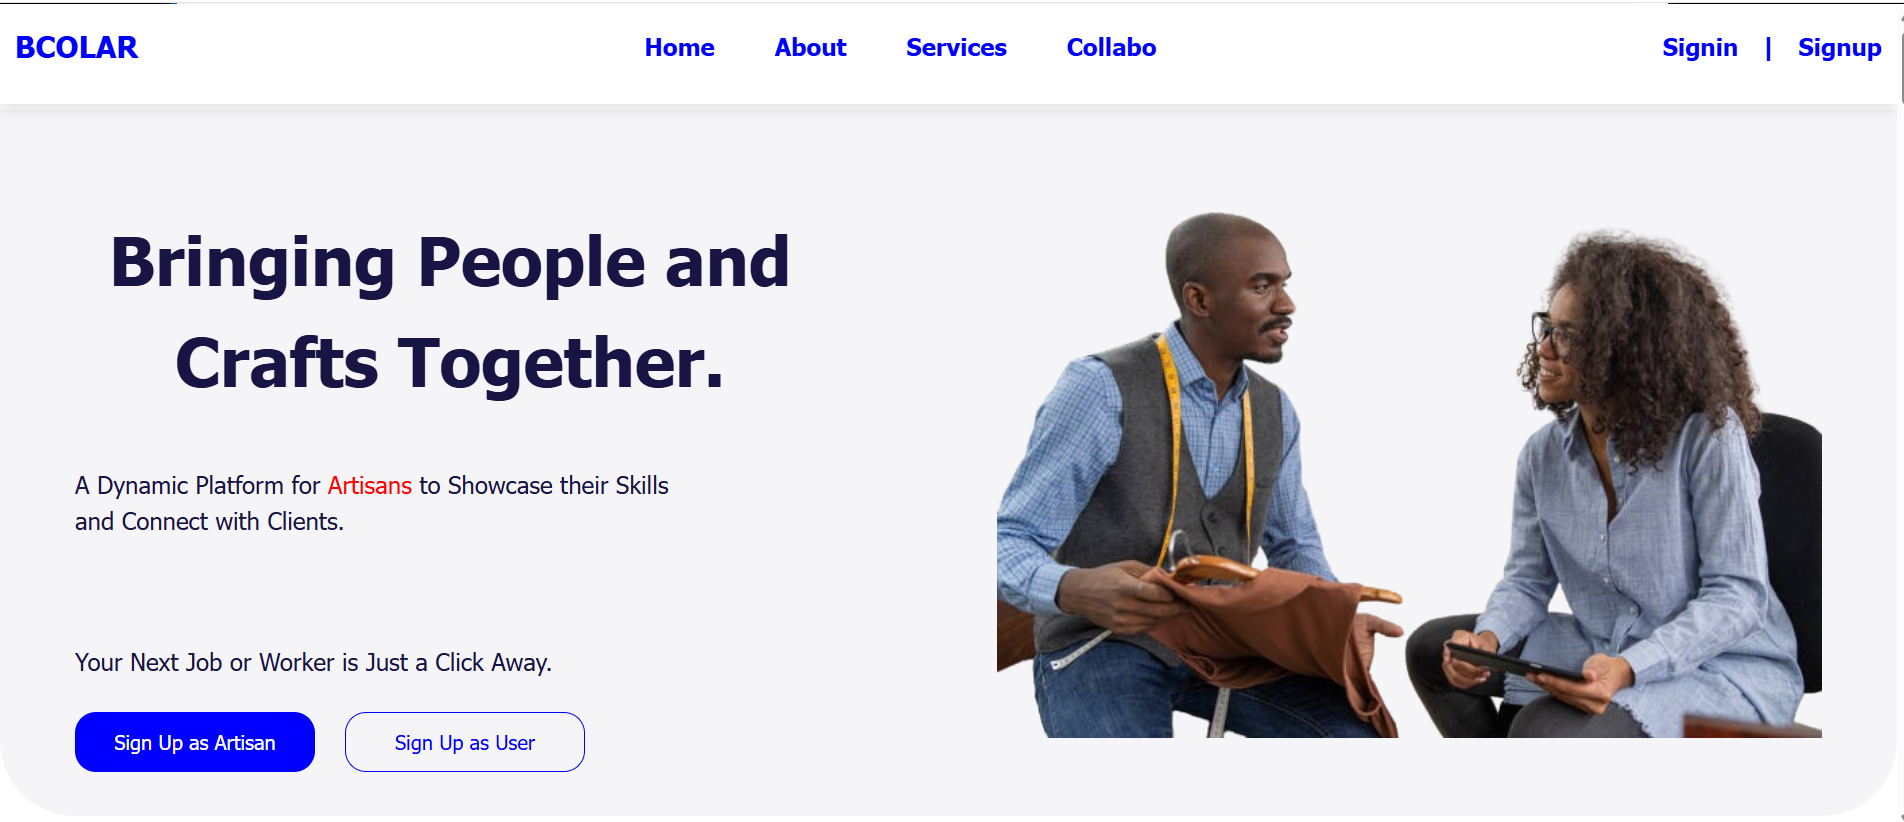 BCOLAR
Home About Services Collabo
Signin | Signup
Bringing People and
Crafts Together.
A Dynamic Platform for Artisans to Showcase their Skills
and Connect with Clients.
Your Next Job or Worker is Just a Click Away.
Sign Up as Artisan
Sign Up as User